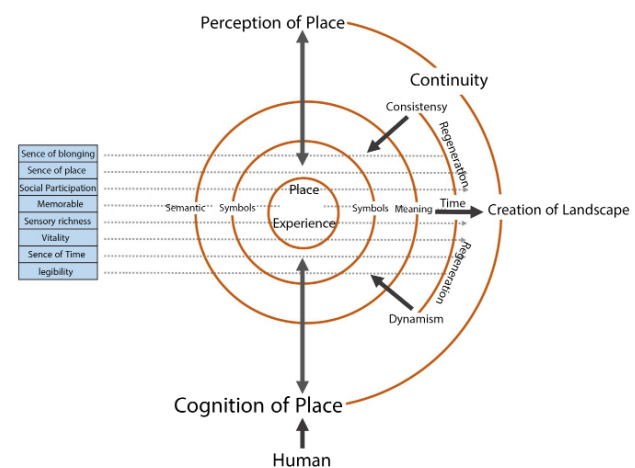 Perception of Place
Continuity
Consistensy
Regeneration
Sence of blonging
Sence of place
Social Participation
Memorable
Sensory richness
Vitality
Sence of Time
legibility
Place
Semantic
Symbols
Symbols
Meaning
Time
Creation of Landscape
Experience
Regeneration
Dynamism
Cognition of Place
Human